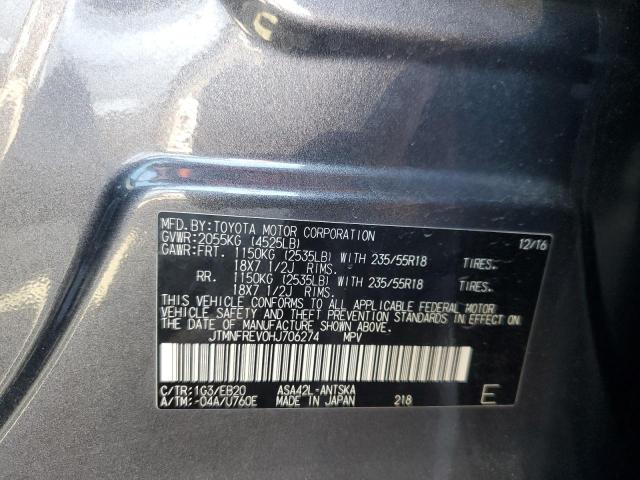 MFD.BY:TOYOTA MOTOR CORPORATION 12/16
GVWR:2055KG (4525LB)
GAWR:FRT. 1150KG (2535LB) WITH 235/55R18 TIRES.
18X7 1/2J RIMS.
RR. 1150KG (2535LB) WITH 235/55R18 TIRES.
18X7 1/2J RIMS.
THIS VEHICLE CONFORMS TO ALL APPLICABLE FEDERAL MOTOR
VEHICLE SAFETY AND THEFT PREVENTION STANDARDS IN EFFECT
ON THE DATE OF MANUFACTURE SHOWN ABOVE.
JTMNFREV0HJ706274 MPV
C/TR:1G3/EB20 ASA42L-ANTSKA
A/TM:-04A/U760E MADE IN JAPAN 218 E